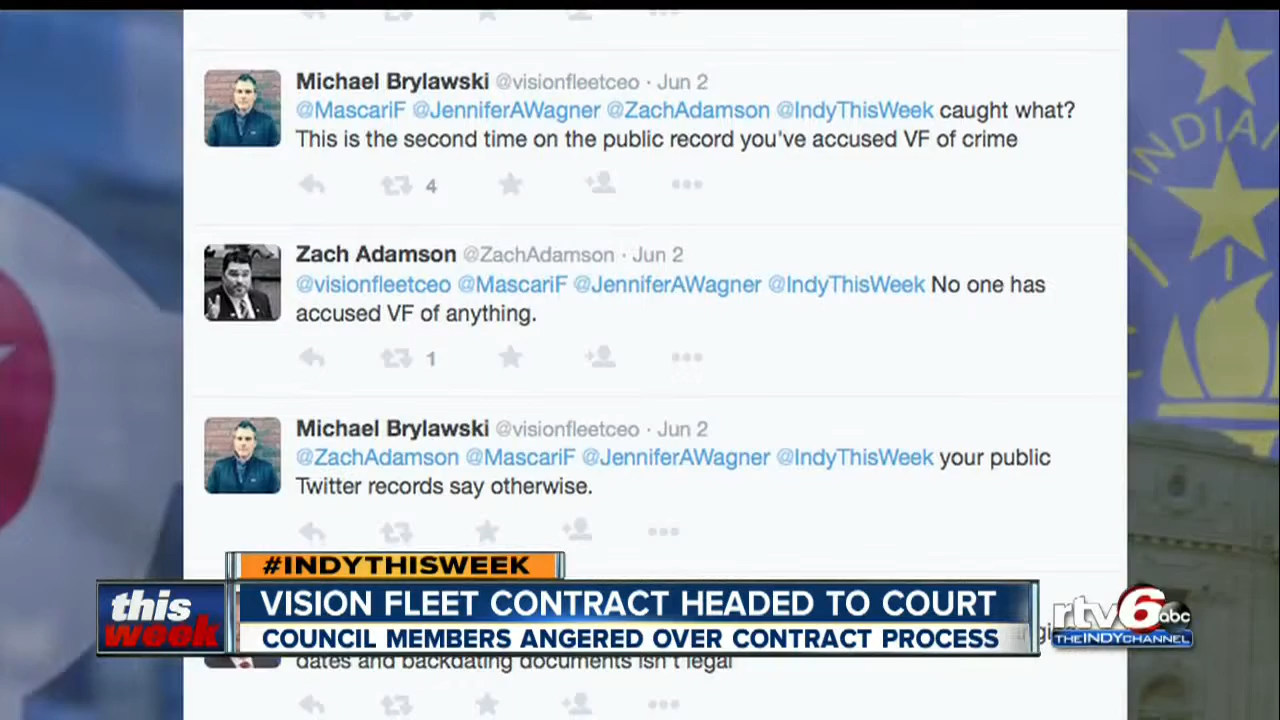 Michael Brylawski @visionfleetceo · Jun 2
@MascariF @JenniferAWagner @ZachAdamson @IndyThisWeek caught what?
This is the second time on the public record you've accused VF of crime
4
Zach Adamson @ZachAdamson · Jun 2
@visionfleetceo @MascariF @JenniferAWagner @IndyThisWeek No one has
accused VF of anything.
1
Michael Brylawski @visionfleetceo · Jun 2
@ZachAdamson @MascariF @JenniferAWagner @IndyThisWeek your public
Twitter records say otherwise.
#INDYTHISWEEK
this week
VISION FLEET CONTRACT HEADED TO COURT
COUNCIL MEMBERS ANGERED OVER CONTRACT PROCESS
dates and backdating documents isn't legal
rtv6 abc
THEINDYCHANNEL
INDIA